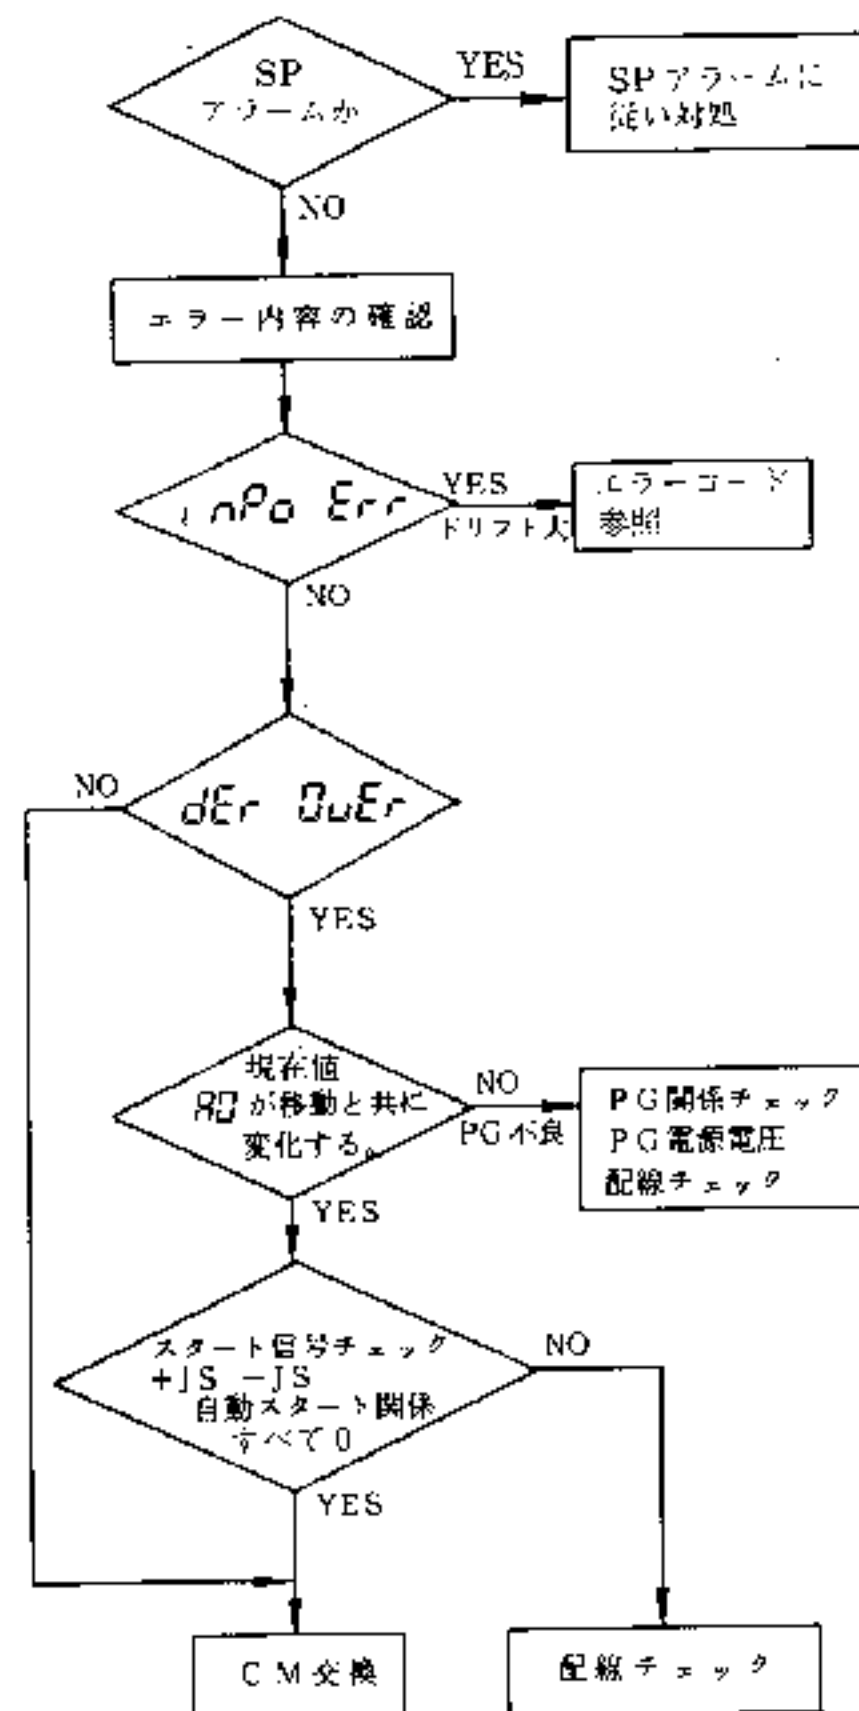 SP
アラームか
YES
SPアラームに
従い対処
NO
エラー内容の確認
inPo Err
YES
ドリフト大
エラーコード
参照
NO
dEr OvEr
NO
YES
現在値
A0が移動と共に
変化する。
NO
PG不良
PG関係チェック
PG電源電圧
配線チェック
YES
スタート信号チェック
+JS −JS
自動スタート関係
すべて0
NO
YES
CM交換
配線チェック